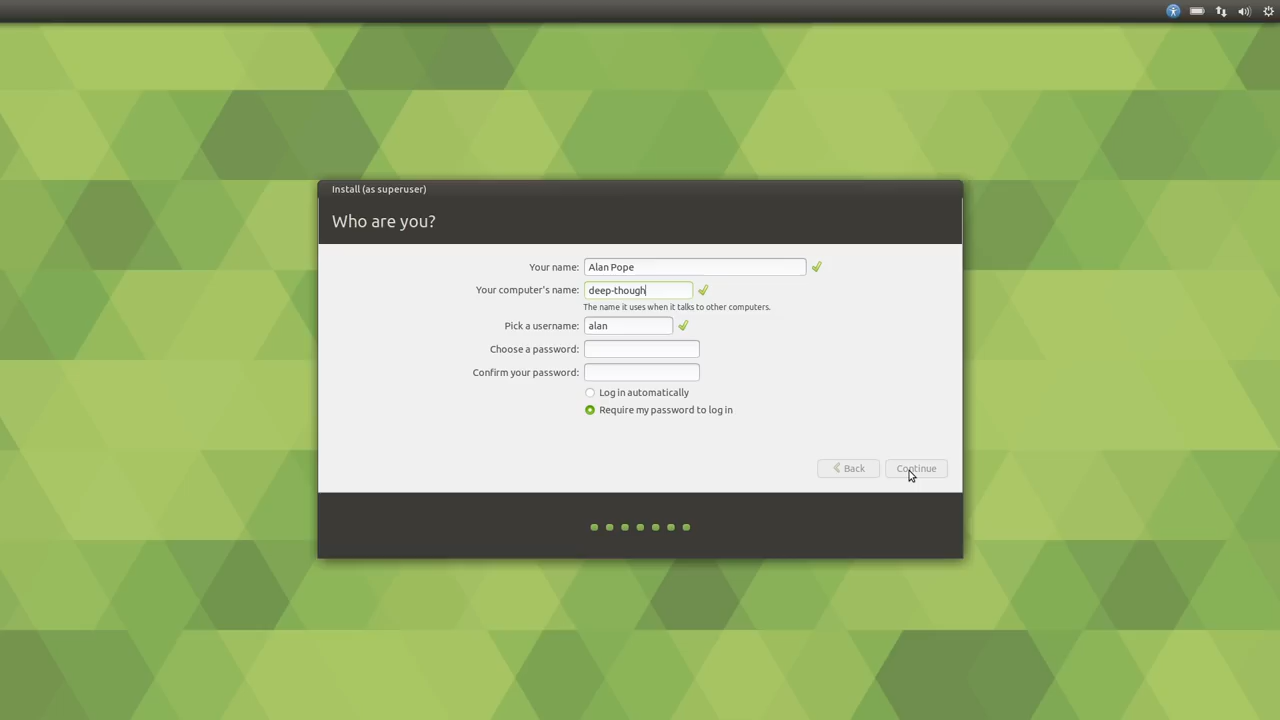 Install (as superuser)
Who are you?
Your name: Alan Pope
Your computer's name: deep-though
The name it uses when it talks to other computers.
Pick a username: alan
Choose a password:
Confirm your password:
Log in automatically
Require my password to log in
Back Continue